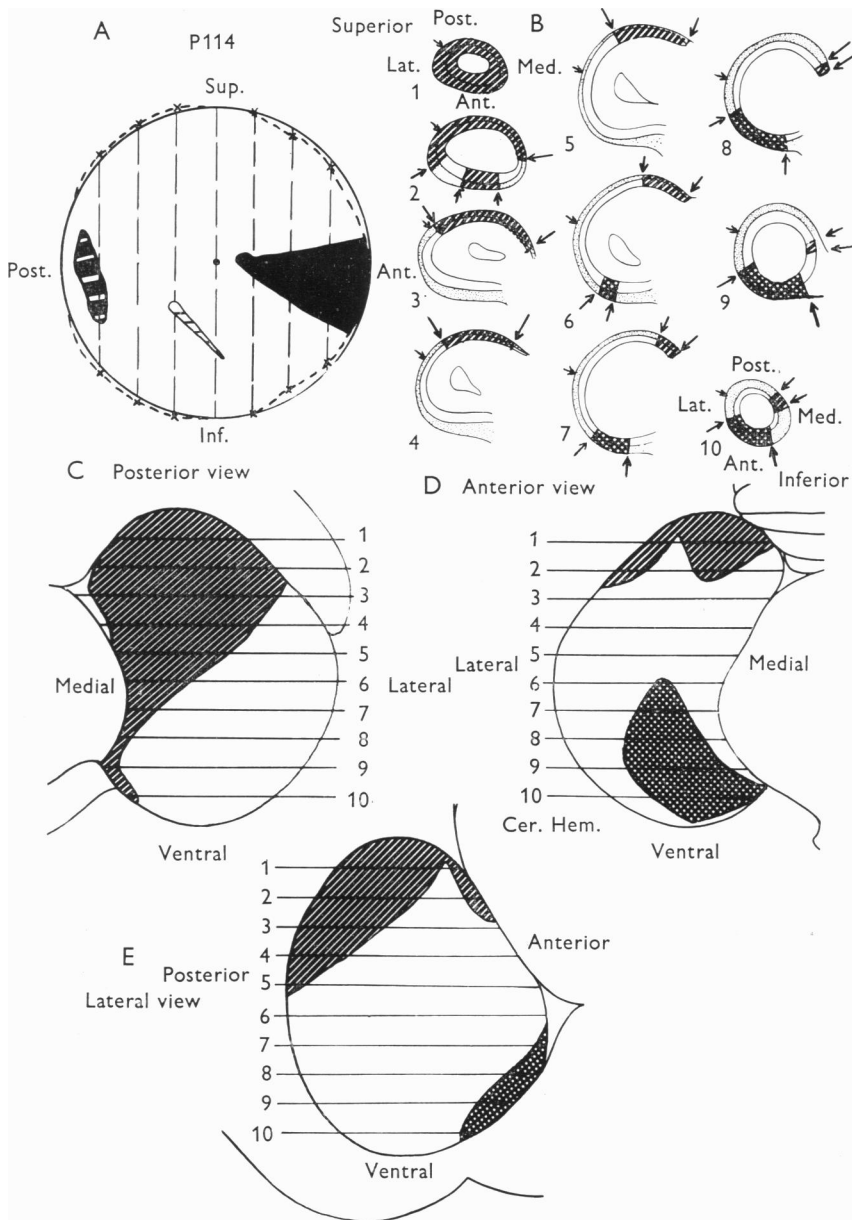 A
P114
Sup.
Post.
Ant.
Inf.
B
Superior
Post.
Lat.
Med.
1
Ant.
2
3
4
5
6
7
8
9
Post.
Lat.
Med.
10
Ant.
Inferior
C Posterior view
1
2
3
4
5
6
7
8
9
10
Medial
Lateral
Ventral
D Anterior view
1
2
3
4
5
6
7
8
9
10
Lateral
Medial
Cer. Hem.
Ventral
E
1
2
3
4
5
6
7
8
9
10
Posterior
Anterior
Lateral view
Ventral